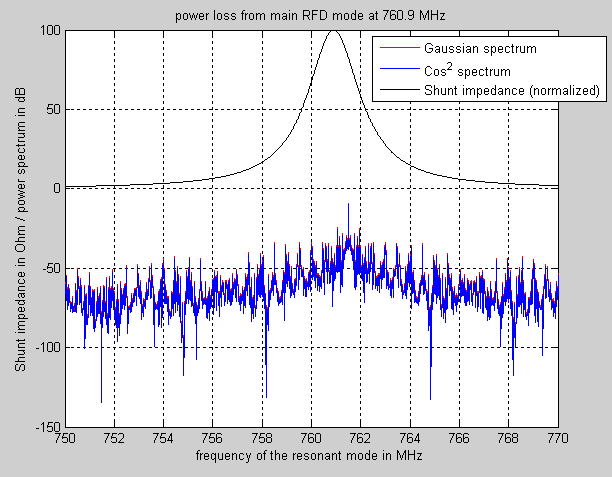 power loss from main RFD mode at 760.9 MHz
Gaussian spectrum
Cos² spectrum
Shunt impedance (normalized)
Shunt impedance in Ohm / power spectrum in dB
100
50
0
-50
-100
-150
750 752 754 756 758 760 762 764 766 768 770
frequency of the resonant mode in MHz